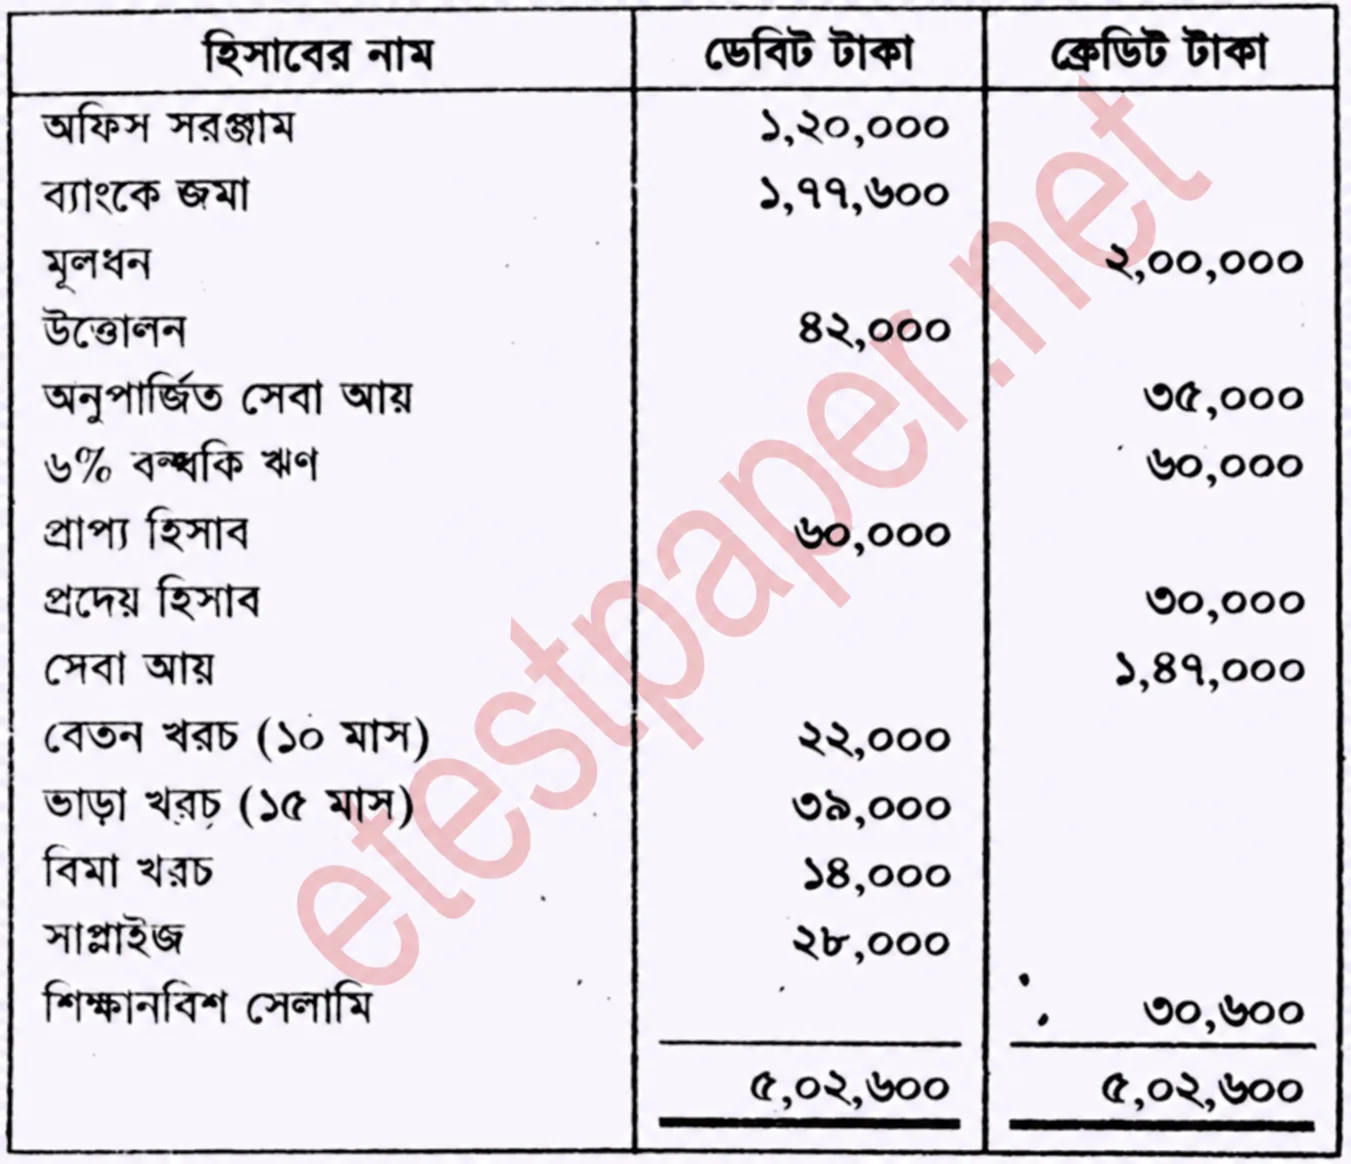 হিসাবের নাম ডেবিট টাকা ক্রেডিট টাকা
অফিস সরঞ্জাম ১,২০,০০০
ব্যাংকে জমা ১,৭৭,৬০০
মূলধন ২,০০,০০০
উত্তোলন ৪২,০০০
অনুপার্জিত সেবা আয় ৩৫,০০০
৬% বন্ধকি ঋণ ৬০,০০০
প্রাপ্য হিসাব ৬০,০০০
প্রদেয় হিসাব ৩০,০০০
সেবা আয় ১,৪৭,০০০
বেতন খরচ (১০ মাস) ২২,০০০
ভাড়া খরচ (১৫ মাস) ৩৯,০০০
বিমা খরচ ১৪,০০০
সাপ্লাইজ ২৮,০০০
শিক্ষানবিশ সেলামি ৩০,৬০০
৫,০২,৬০০ ৫,০২,৬০০
etestpaper.net